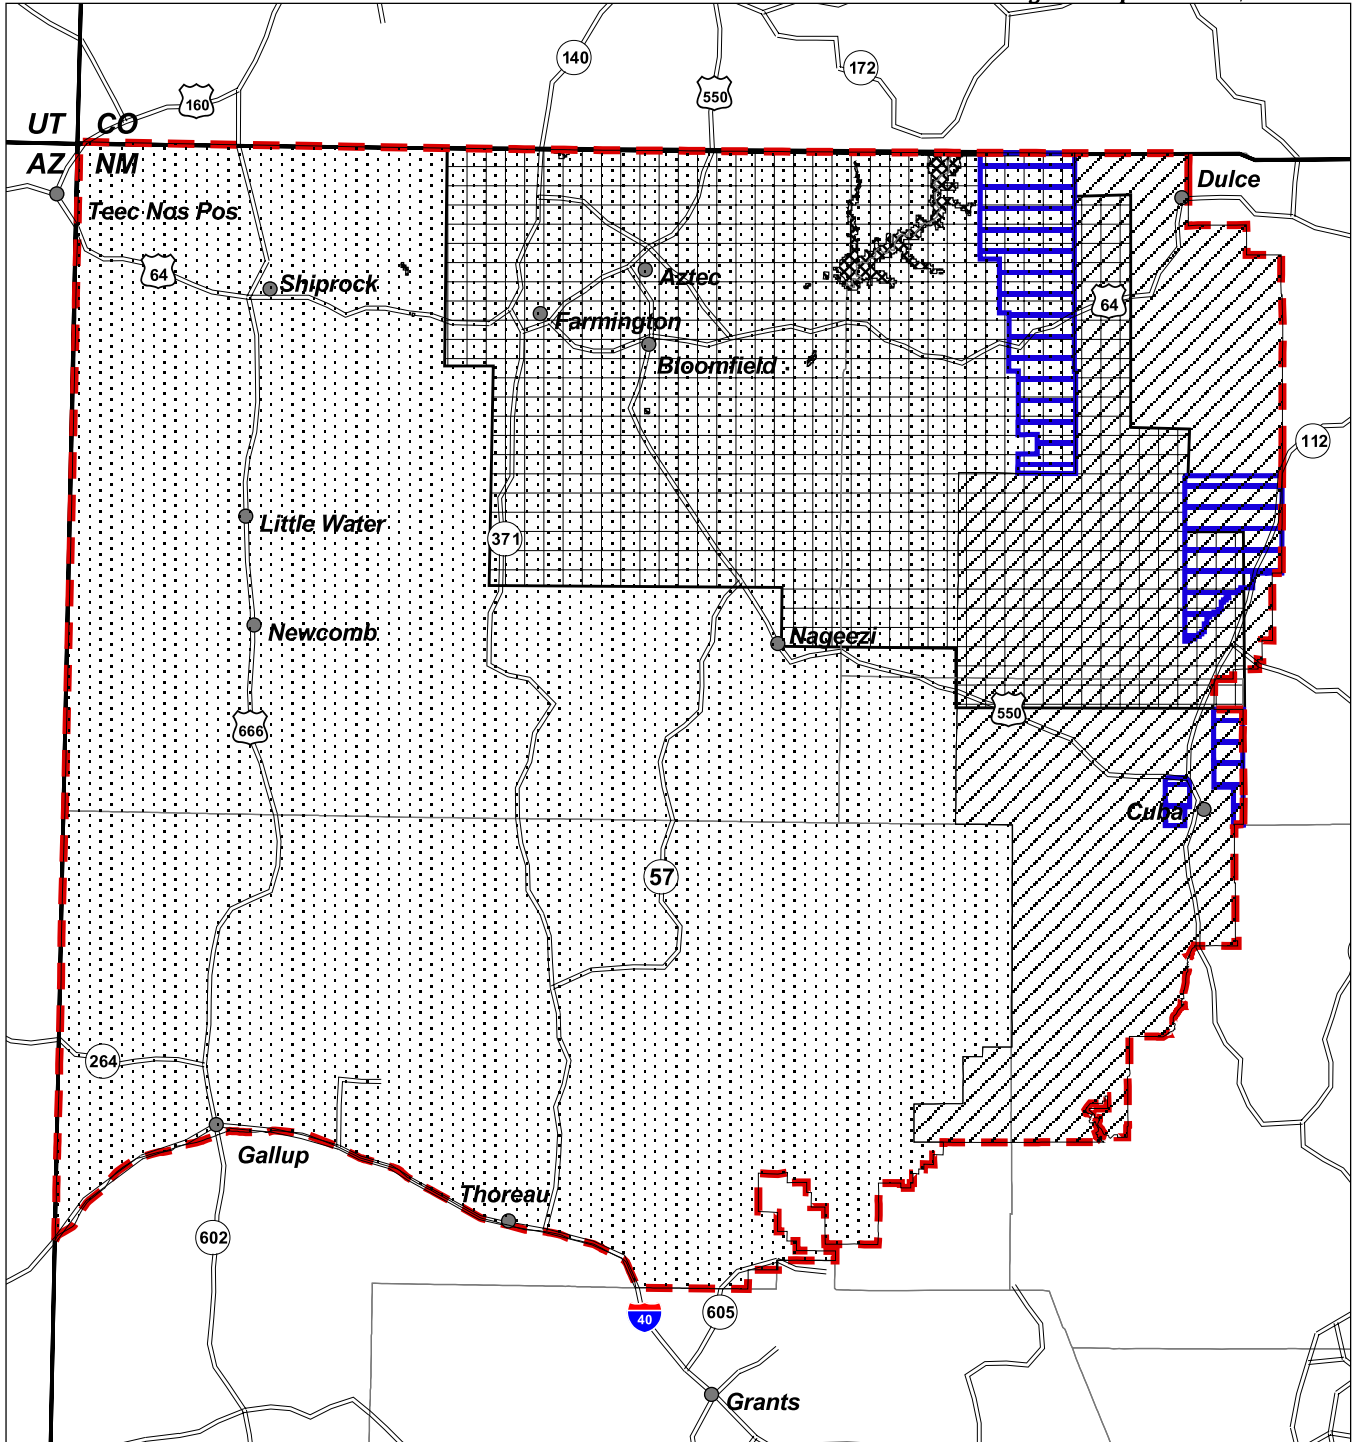 140
172
160
550
UT CO
AZ NM
Dulce
Teec Nos Pos
64
Shiprock
Aztec
64
Farmington
Bloomfield
112
Little Water
371
Newcomb
Nageezi
550
666
Cuba
57
264
Gallup
Thoreau
602
605
40
Grants